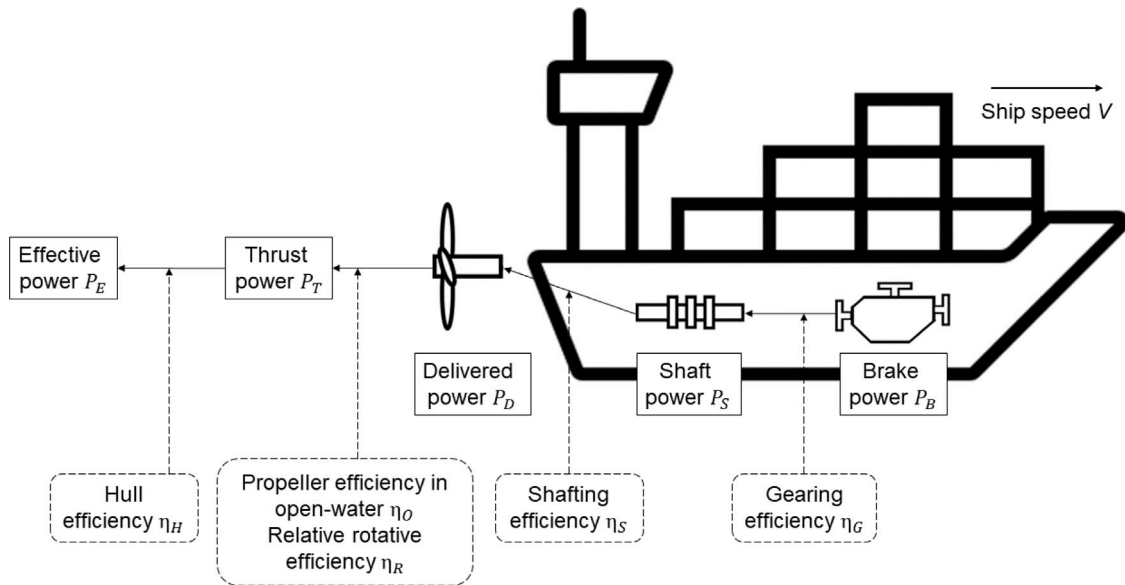 Ship speed V
Effective
power P_E
Thrust
power P_T
Delivered
power P_D
Shaft
power P_S
Brake
power P_B
Hull
efficiency η_H
Propeller efficiency in
open-water η_O
Relative rotative
efficiency η_R
Shafting
efficiency η_S
Gearing
efficiency η_G